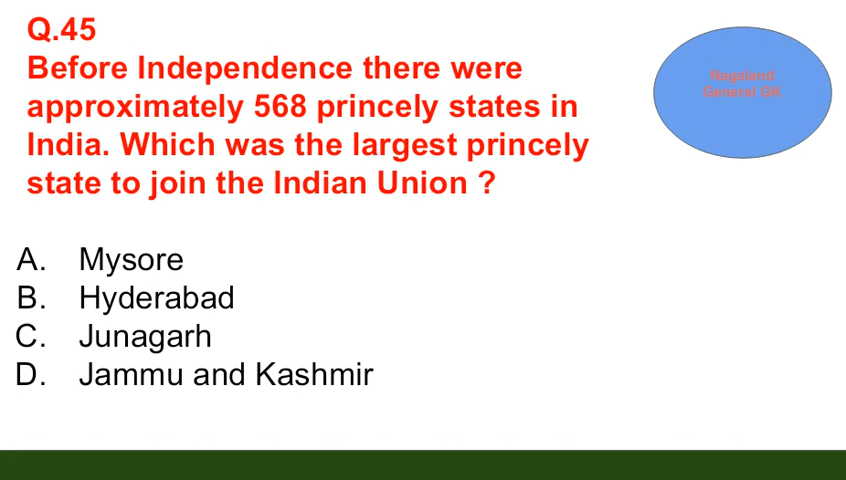 Q.45
Before Independence there were
approximately 568 princely states in
India. Which was the largest princely
state to join the Indian Union ?
Nagaland
General GK
A. Mysore
B. Hyderabad
C. Junagarh
D. Jammu and Kashmir